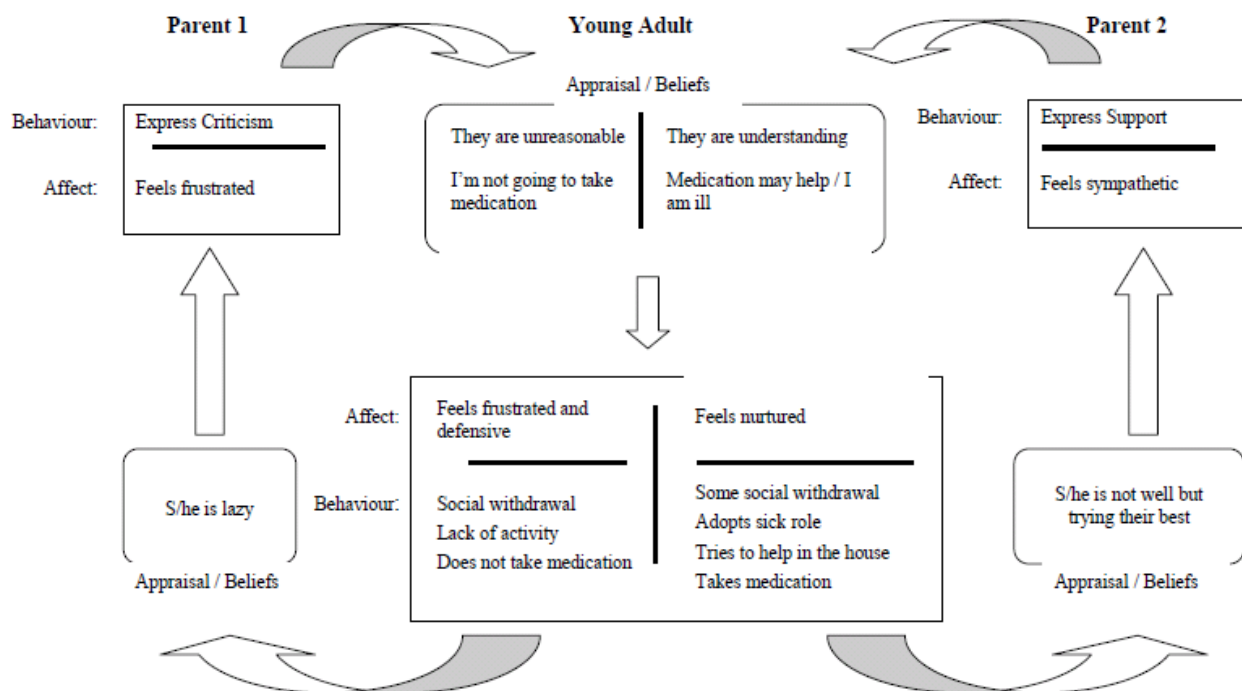 Parent 1
Young Adult
Parent 2
Appraisal / Beliefs
Behaviour:
Express Criticism
Affect:
Feels frustrated
They are unreasonable
I'm not going to take
medication
They are understanding
Medication may help / I
am ill
Behaviour:
Express Support
Affect:
Feels sympathetic
Affect:
Feels frustrated and
defensive
Feels nurtured
Behaviour:
Social withdrawal
Lack of activity
Does not take medication
Some social withdrawal
Adopts sick role
Tries to help in the house
Takes medication
S/he is lazy
Appraisal / Beliefs
S/he is not well but
trying their best
Appraisal / Beliefs